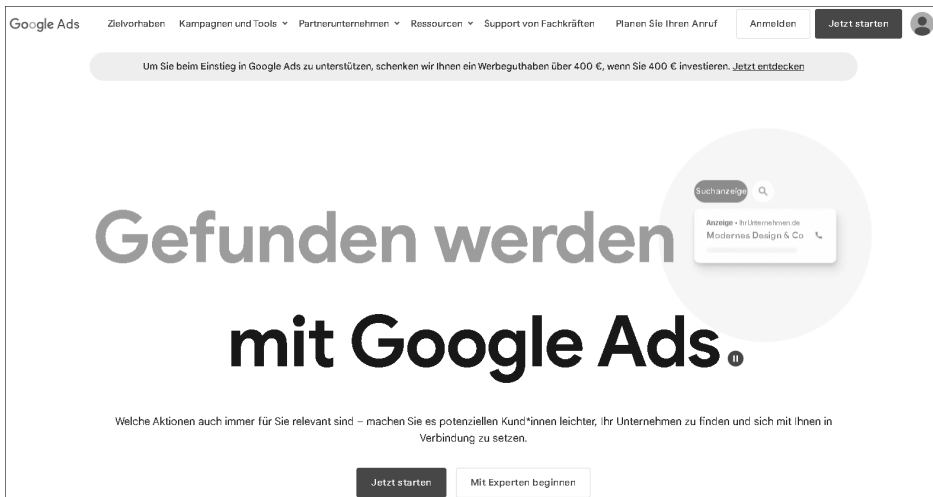 Google Ads Zielvorhaben Kampagnen und Tools Partnerunternehmen Ressourcen Support von Fachkräften Planen Sie Ihren Anruf Anmelden Jetzt starten
Um Sie beim Einstieg in Google Ads zu unterstützen, schenken wir Ihnen ein Werbeguthaben über 400 €, wenn Sie 400 € investieren. Jetzt entdecken
Suchanzeige
Anzeige • IhrUnternehmen.de
Modernes Design & Co
Gefunden werden
mit Google Ads.
Welche Aktionen auch immer für Sie relevant sind – machen Sie es potenziellen Kund*innen leichter, Ihr Unternehmen zu finden und sich mit Ihnen in
Verbindung zu setzen.
Jetzt starten Mit Experten beginnen